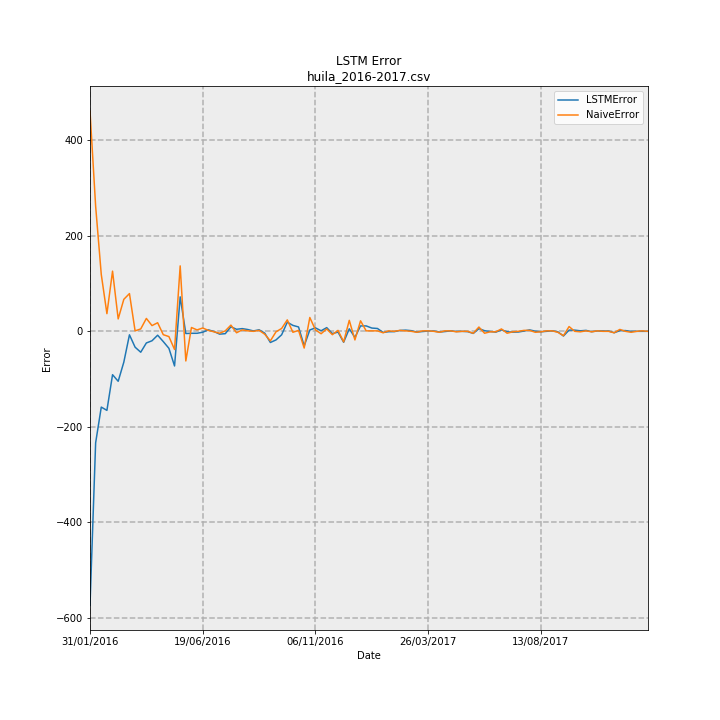 LSTM Error
huila_2016-2017.csv
LSTMError
NaiveError
400
200
0
−200
−400
−600
Error
31/01/2016 19/06/2016 06/11/2016 26/03/2017 13/08/2017
Date